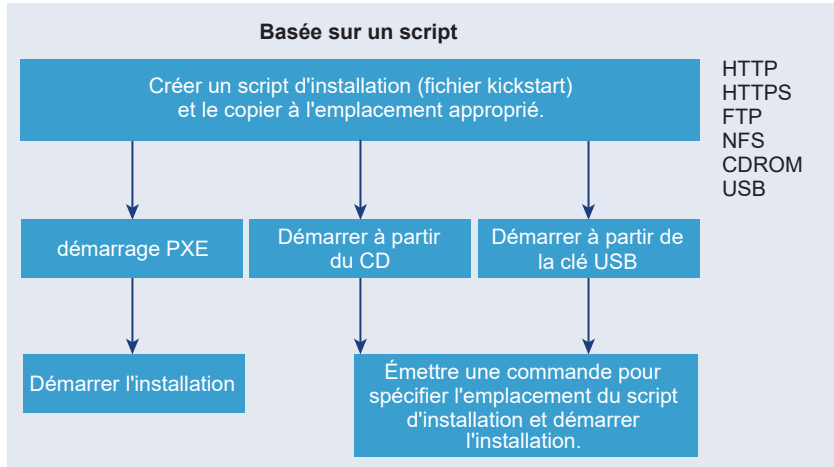 Basée sur un script
Créer un script d'installation (fichier kickstart)
et le copier à l'emplacement approprié.
HTTP
HTTPS
FTP
NFS
CDROM
USB
démarrage PXE
Démarrer à partir
du CD
Démarrer à partir de
la clé USB
Démarrer l'installation
Émettre une commande pour
spécifier l'emplacement du script
d'installation et démarrer
l'installation.